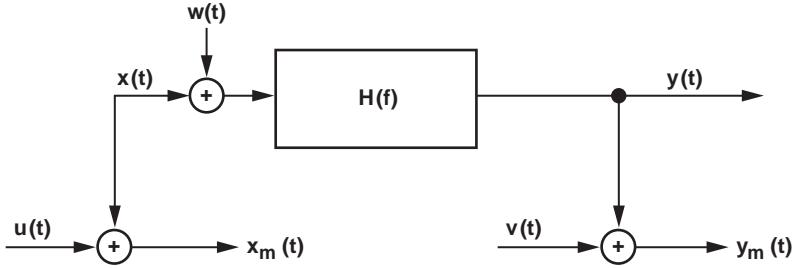 w(t)
x(t)
H(f)
y(t)
u(t)
+
+
x_m (t)
v(t)
+
y_m (t)